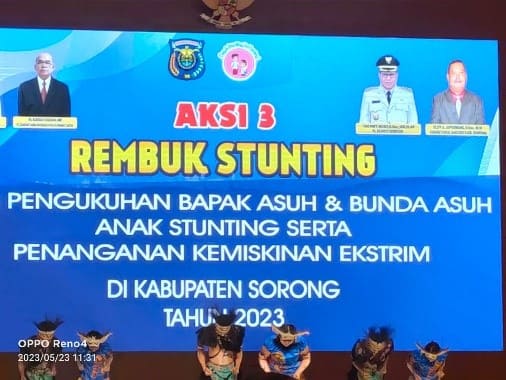 AKSI 3
REMBUK STUNTING
PENGUKUHAN BAPAK ASUH & BUNDA ASUH
ANAK STUNTING SERTA
PENANGANAN KEMISKINAN EKSTRIM
DI KABUPATEN SORONG
TAHUN 2023
OPPO Reno4
2023/05/23 11:31